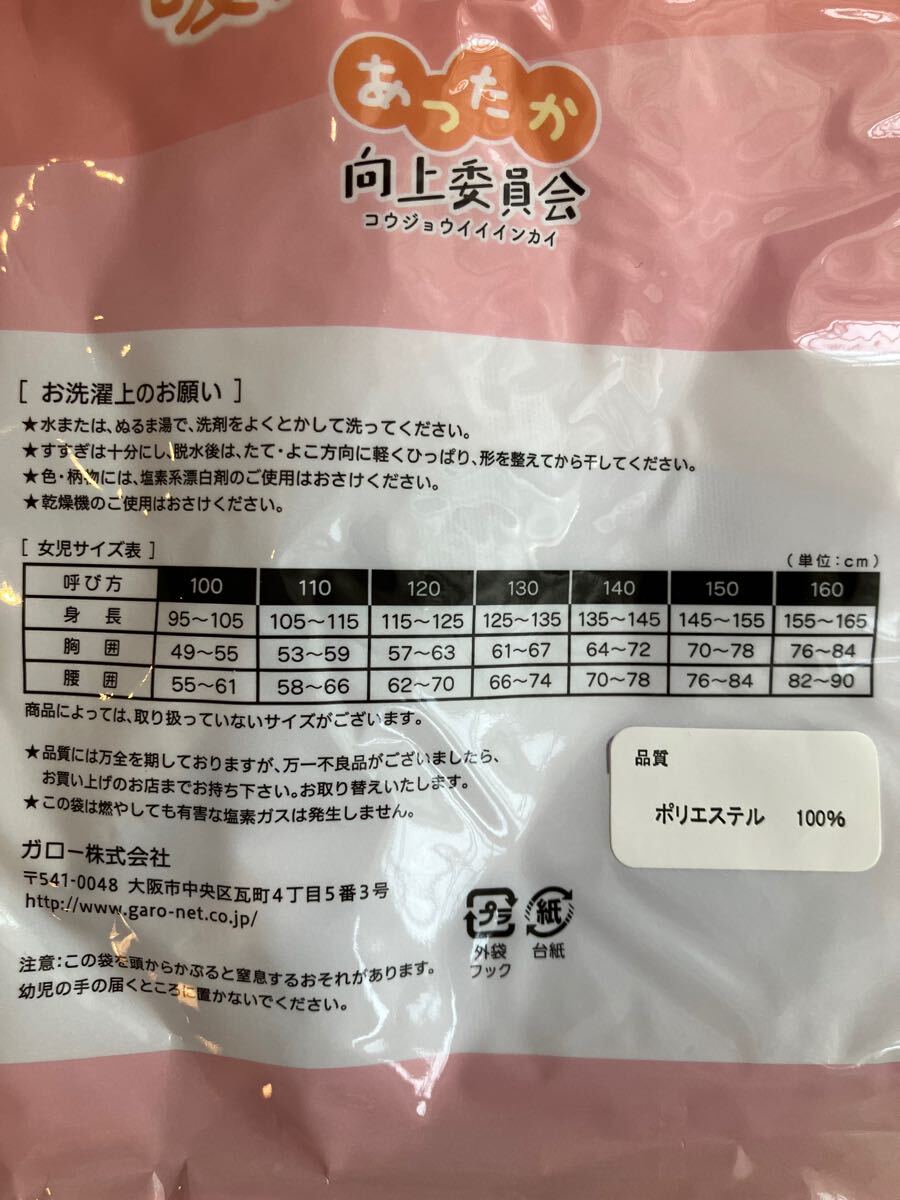 あったか
向上委員会
コウジョウイイインカイ
[ お洗濯上のお願い ]
★水または、ぬるま湯で、洗剤をよくとかして洗ってください。
★すすぎは十分にし、脱水後は、たて・よこ方向に軽くひっぱり、形を整えてから干してください。
★色・柄物には、塩素系漂白剤のご使用はおさけください。
★乾燥機のご使用はおさけください。
[ 女児サイズ表 ]
(単位:cm)
呼び方 100 110 120 130 140 150 160
身長 95〜105 105〜115 115〜125 125〜135 135〜145 145〜155 155〜165
胸囲 49〜55 53〜59 57〜63 61〜67 64〜72 70〜78 76〜84
腰囲 55〜61 58〜66 62〜70 66〜74 70〜78 76〜84 82〜90
商品によっては、取り扱っていないサイズがございます。
★品質には万全を期しておりますが、万一不良品がございましたら、
お買い上げのお店までお持ち下さい。お取り替えいたします。
★この袋は燃やしても有害な塩素ガスは発生しません。
品質
ポリエステル 100%
ガロー株式会社
〒541-0048 大阪市中央区瓦町4丁目5番3号
http://www.garo-net.co.jp/
プラ 紙
外袋 台紙
フック
注意:この袋を頭からかぶると窒息するおそれがあります。
幼児の手の届くところに置かないでください。